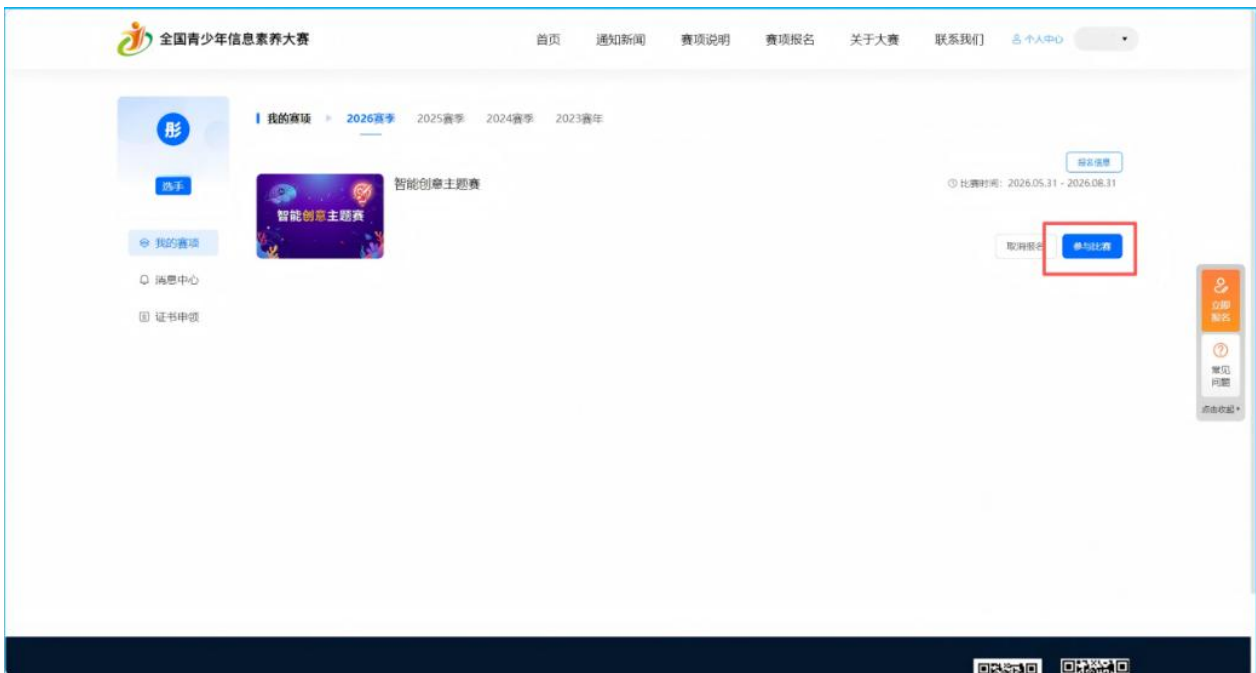 全国青少年信息素养大赛
首页 通知新闻 赛项说明 赛项报名 关于大赛 联系我们 个人中心
彤
选手
我的赛项
消息中心
证书申领
我的赛项 2026赛季 2025赛季 2024赛季 2023赛年
智能创意主题赛
智能创意主题赛
报名信息
比赛时间: 2026.05.31 - 2026.08.31
取消报名
参与比赛
立即
报名
常见
问题
点击收起